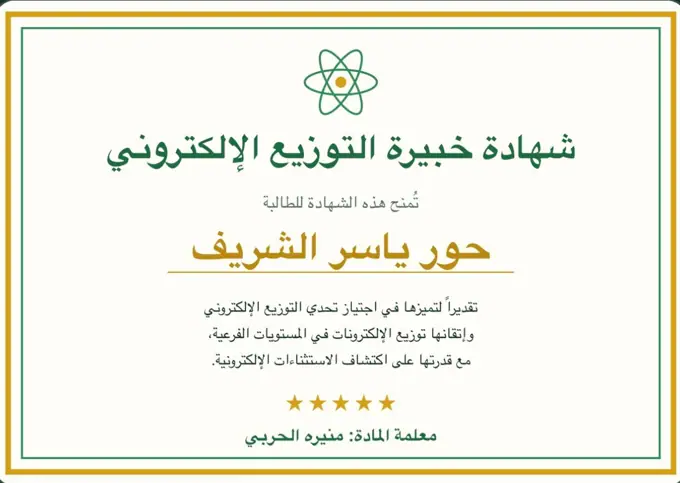 شهادة خبيرة التوزيع الإلكتروني
تُمنح هذه الشهادة للطالبة
حور ياسر الشريف
تقديراً لتميزها في اجتياز تحدي التوزيع الإلكتروني
وإتقانها توزيع الإلكترونات في المستويات الفرعية،
مع قدرتها على اكتشاف الاستثناءات الإلكترونية.
معلمة المادة: منيره الحربي